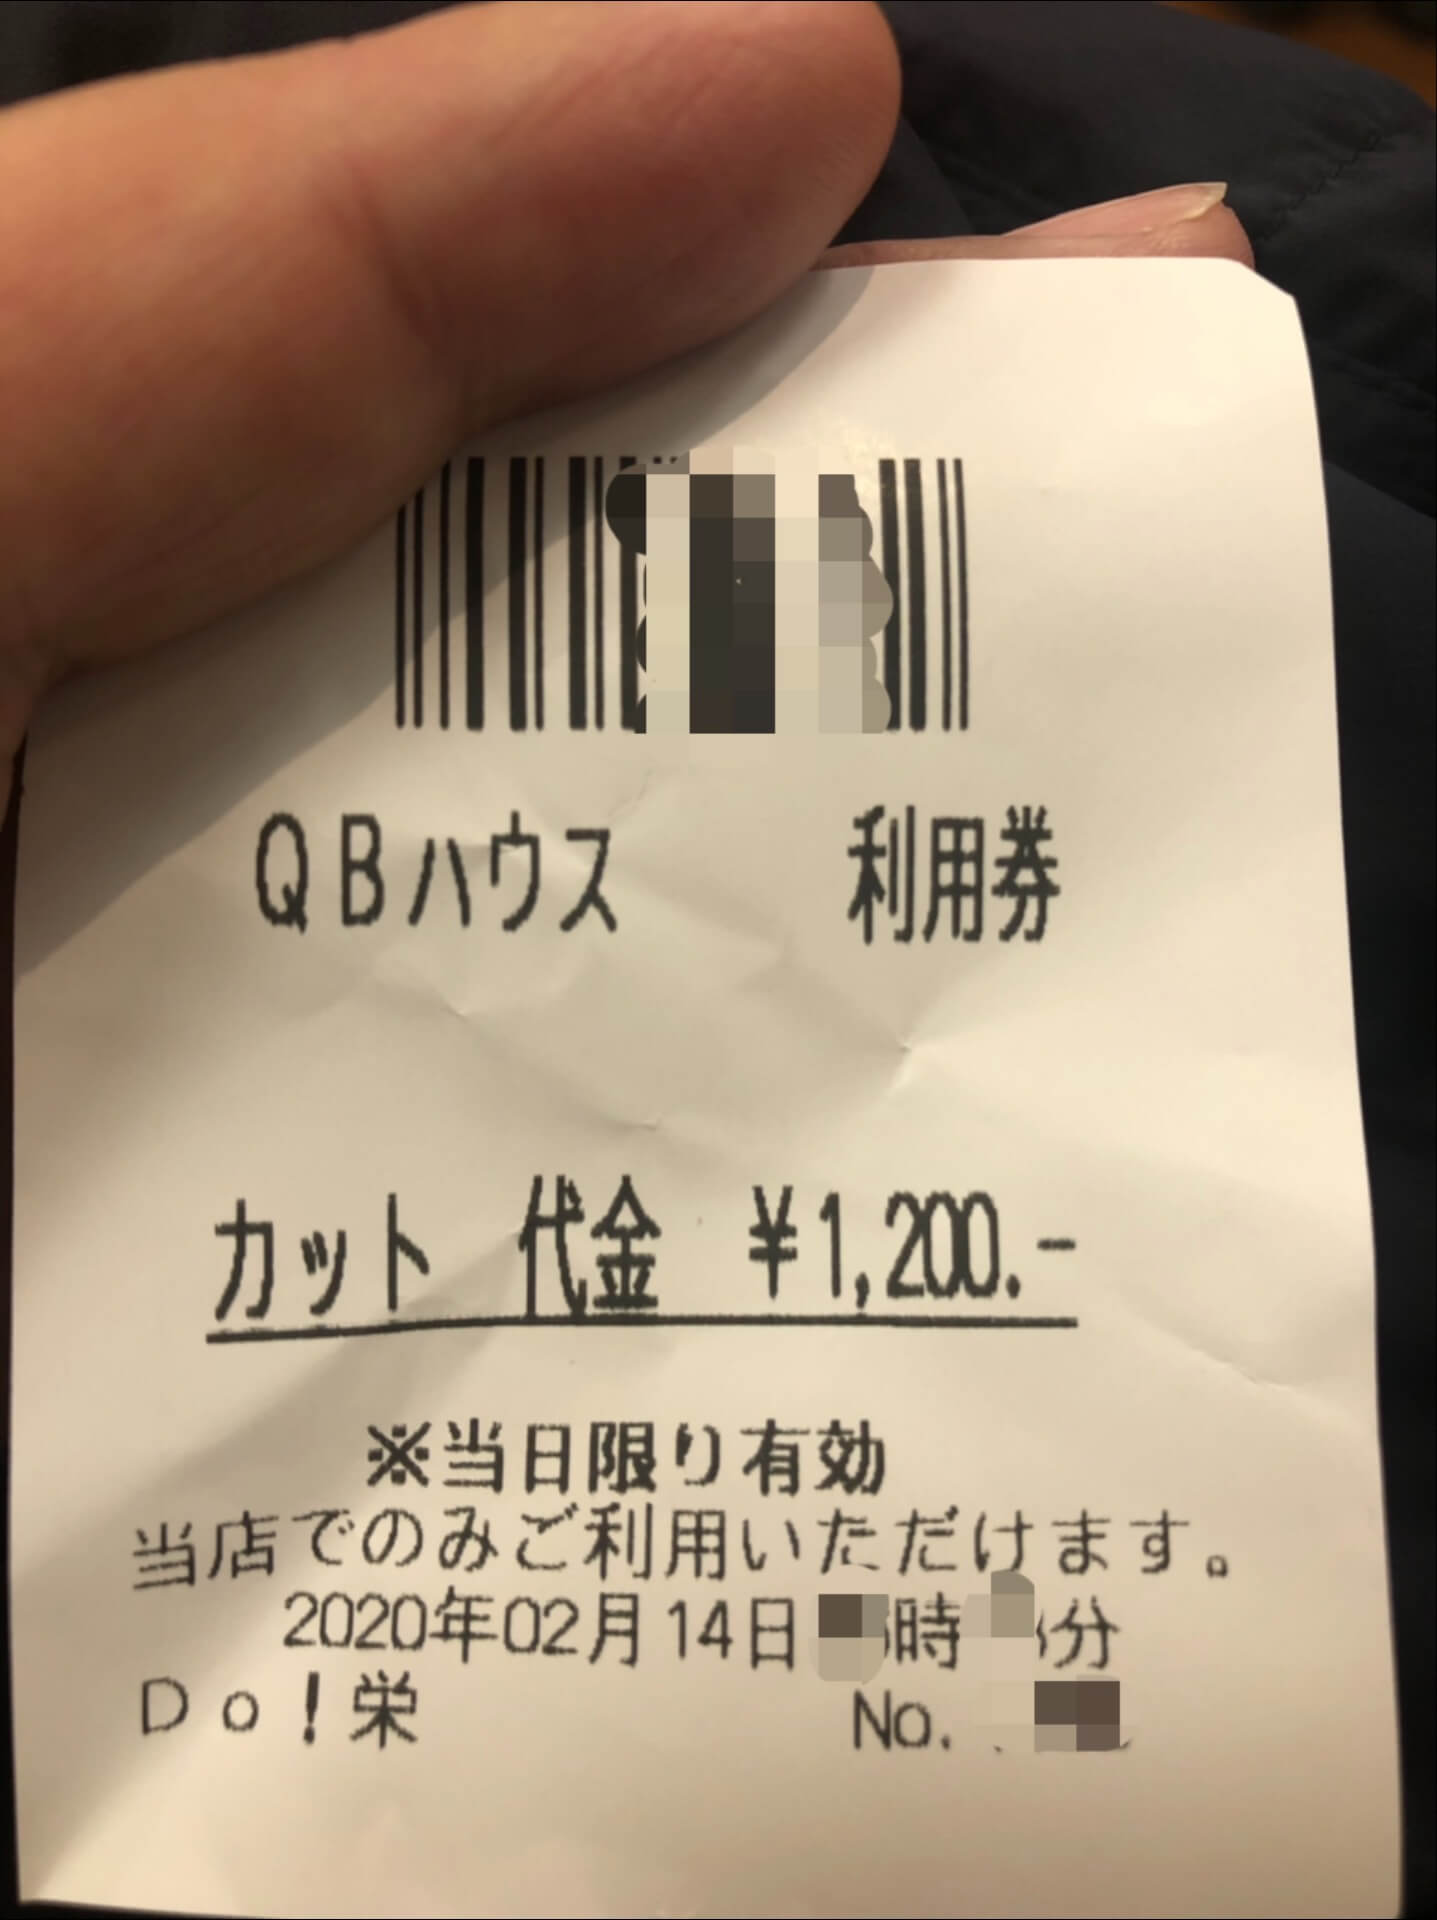 QBハウス 利用券
カット 代金 ¥1,200.-
※当日限り有効
当店でのみご利用いただけます。
2020年02月14日 時 分
Do!栄 No.